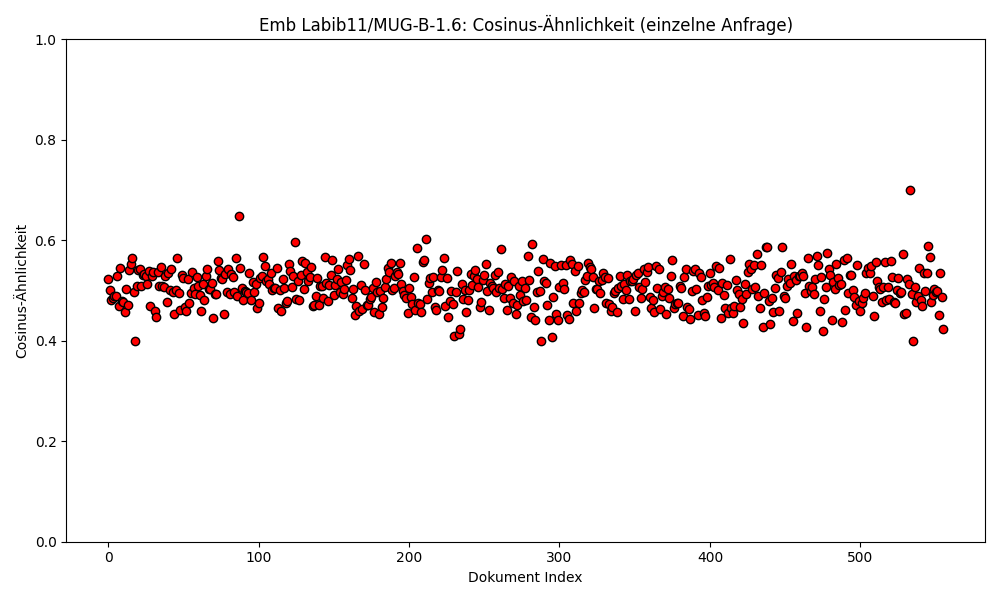 Emb Labib11/MUG-B-1.6: Cosinus-Ähnlichkeit (einzelne Anfrage)
1.0
0.8
0.6
0.4
0.2
0.0
Cosinus-Ähnlichkeit
0 100 200 300 400 500
Dokument Index